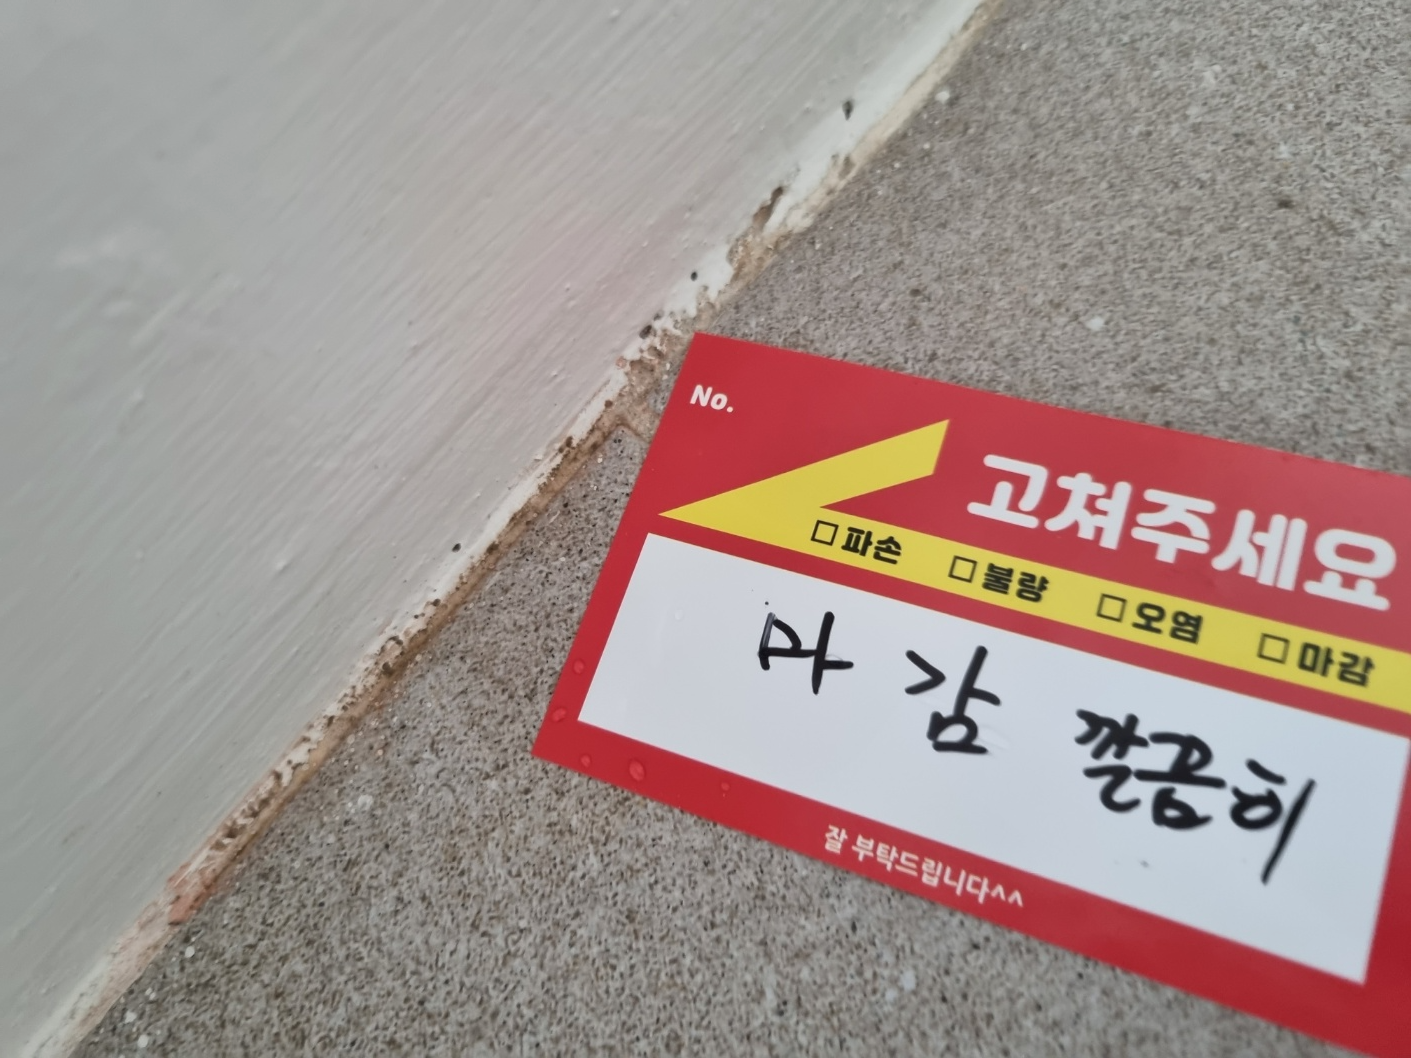 No.
고쳐주세요
□파손 □불량 □오염 □마감
마감 깔끔히
잘 부탁드립니다^^